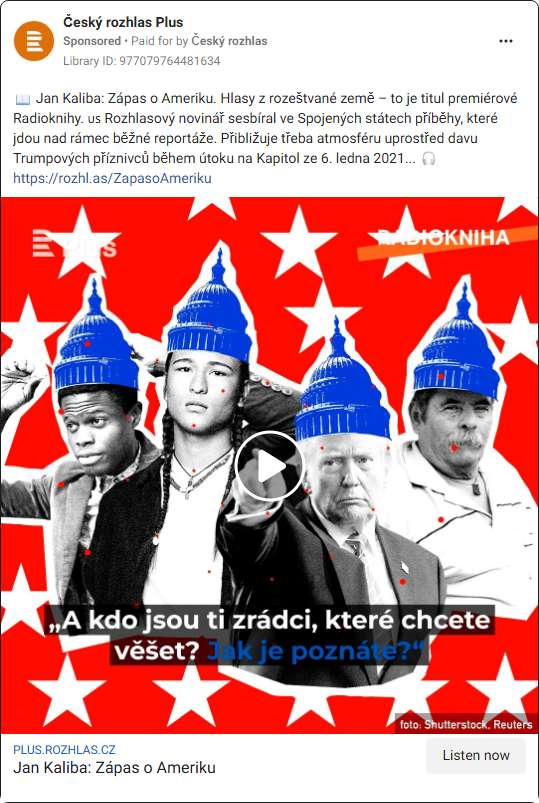 Český rozhlas Plus
Sponsored • Paid for by Český rozhlas
Library ID: 977079764481634
📖 Jan Kaliba: Zápas o Ameriku. Hlasy z rozeštvané země – to je titul premiérové
Radioknihy. us Rozhlasový novinář sesbíral ve Spojených státech příběhy, které
jdou nad rámec běžné reportáže. Přibližuje třeba atmosféru uprostřed davu
Trumpových příznivců během útoku na Kapitol ze 6. ledna 2021... 🎧
https://rozhl.as/ZapasoAmeriku
Plus
RADIOKNIHA
„A kdo jsou ti zrádci, které chcete
věšet? Jak je poznáte?“
foto: Shutterstock, Reuters
PLUS.ROZHLAS.CZ
Jan Kaliba: Zápas o Ameriku
Listen now